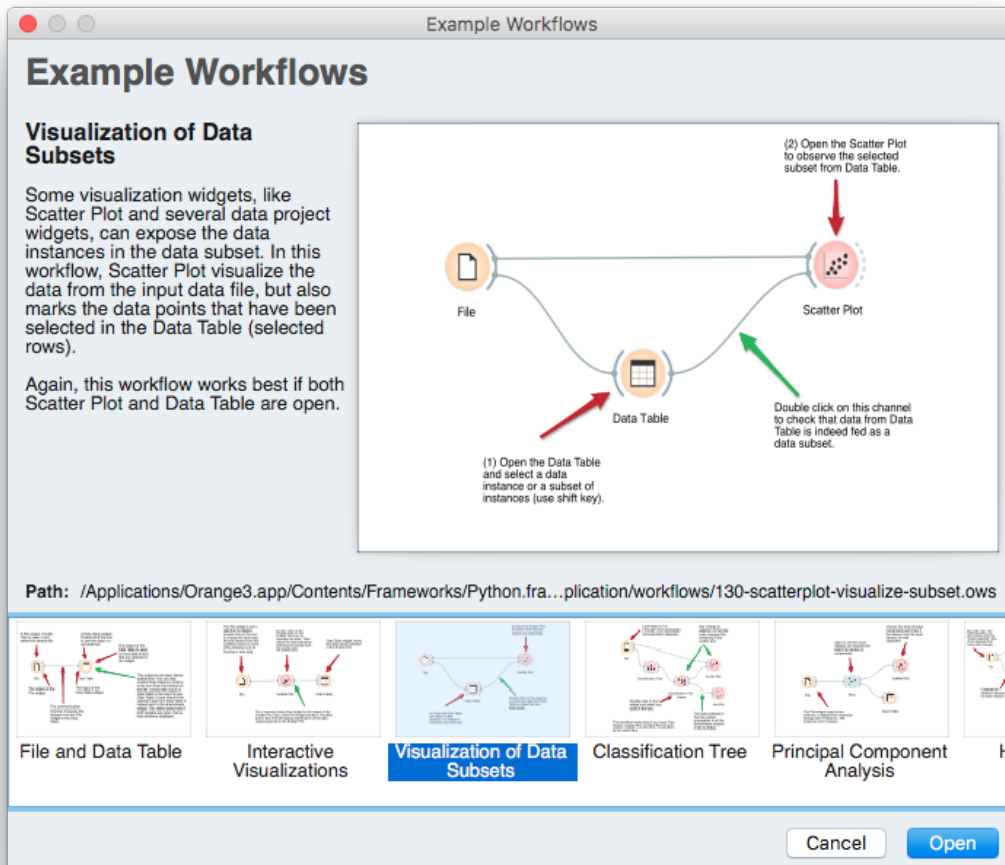 Example Workflows
Example Workflows
Visualization of Data
Subsets
Some visualization widgets, like
Scatter Plot and several data project
widgets, can expose the data
instances in the data subset. In this
workflow, Scatter Plot visualize the
data from the input data file, but also
marks the data points that have been
selected in the Data Table (selected
rows).
Again, this workflow works best if both
Scatter Plot and Data Table are open.
(2) Open the Scatter Plot
to observe the selected
subset from Data Table.
File
Scatter Plot
Data Table
Double click on this channel
to check that data from Data
Table is indeed fed as a
data subset.
(1) Open the Data Table
and select a data
instance or a subset of
instances (use shift key).
Path: /Applications/Orange3.app/Contents/Frameworks/Python.fra...plication/workflows/130-scatterplot-visualize-subset.ows
File and Data Table
Interactive
Visualizations
Visualization of Data
Subsets
Classification Tree
Principal Component
Analysis
Cancel
Open